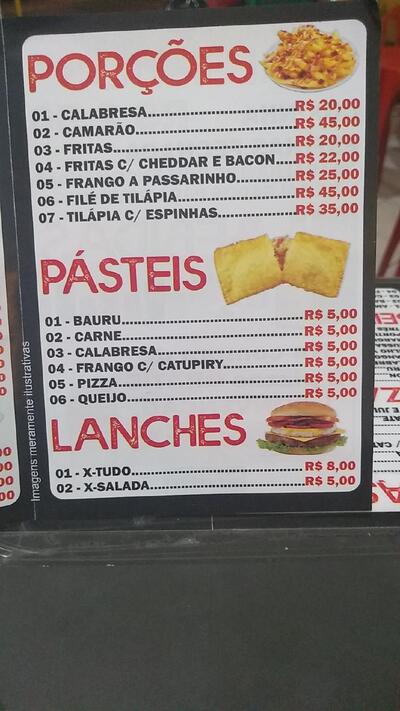 PORÇÕES
01 - CALABRESA.....................................R$ 20,00
02 - CAMARÃO......................................R$ 45,00
03 - FRITAS...........................................R$ 20,00
04 - FRITAS C/ CHEDDAR E BACON....R$ 22,00
05 - FRANGO A PASSARINHO..............R$ 25,00
06 - FILÉ DE TILÁPIA............................R$ 45,00
07 - TILÁPIA C/ ESPINHAS...................R$ 35,00
PÁSTEIS
01 - BAURU...........................................R$ 5,00
02 - CARNE...........................................R$ 5,00
03 - CALABRESA...................................R$ 5,00
04 - FRANGO C/ CATUPIRY...................R$ 5,00
05 - PIZZA.............................................R$ 5,00
06 - QUEIJO...........................................R$ 5,00
LANCHES
01 - X-TUDO..........................................R$ 8,00
02 - X-SALADA......................................R$ 5,00
Imagens meramente ilustrativas